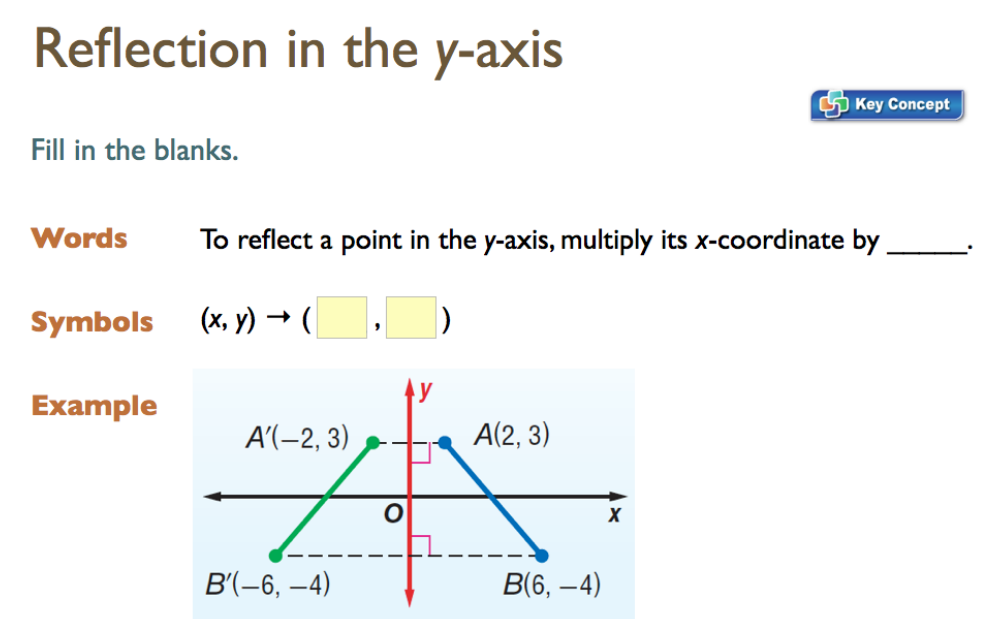 Reflection in the y-axis
Key Concept
Fill in the blanks.
Words To reflect a point in the y-axis, multiply its x-coordinate by _____.
Symbols (x, y) → ( , )
Example
y
A′(−2, 3) A(2, 3)
O x
B′(−6, −4) B(6, −4)